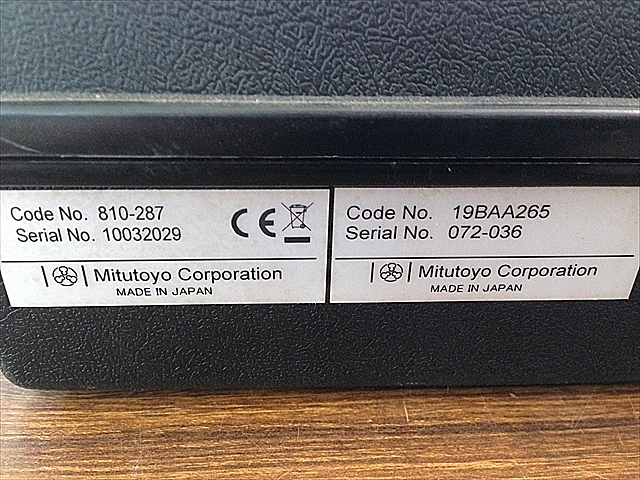 Code No. 810-287
Serial No. 10032029
CE
Mitutoyo Corporation
MADE IN JAPAN
Code No. 19BAA265
Serial No. 072-036
Mitutoyo Corporation
MADE IN JAPAN